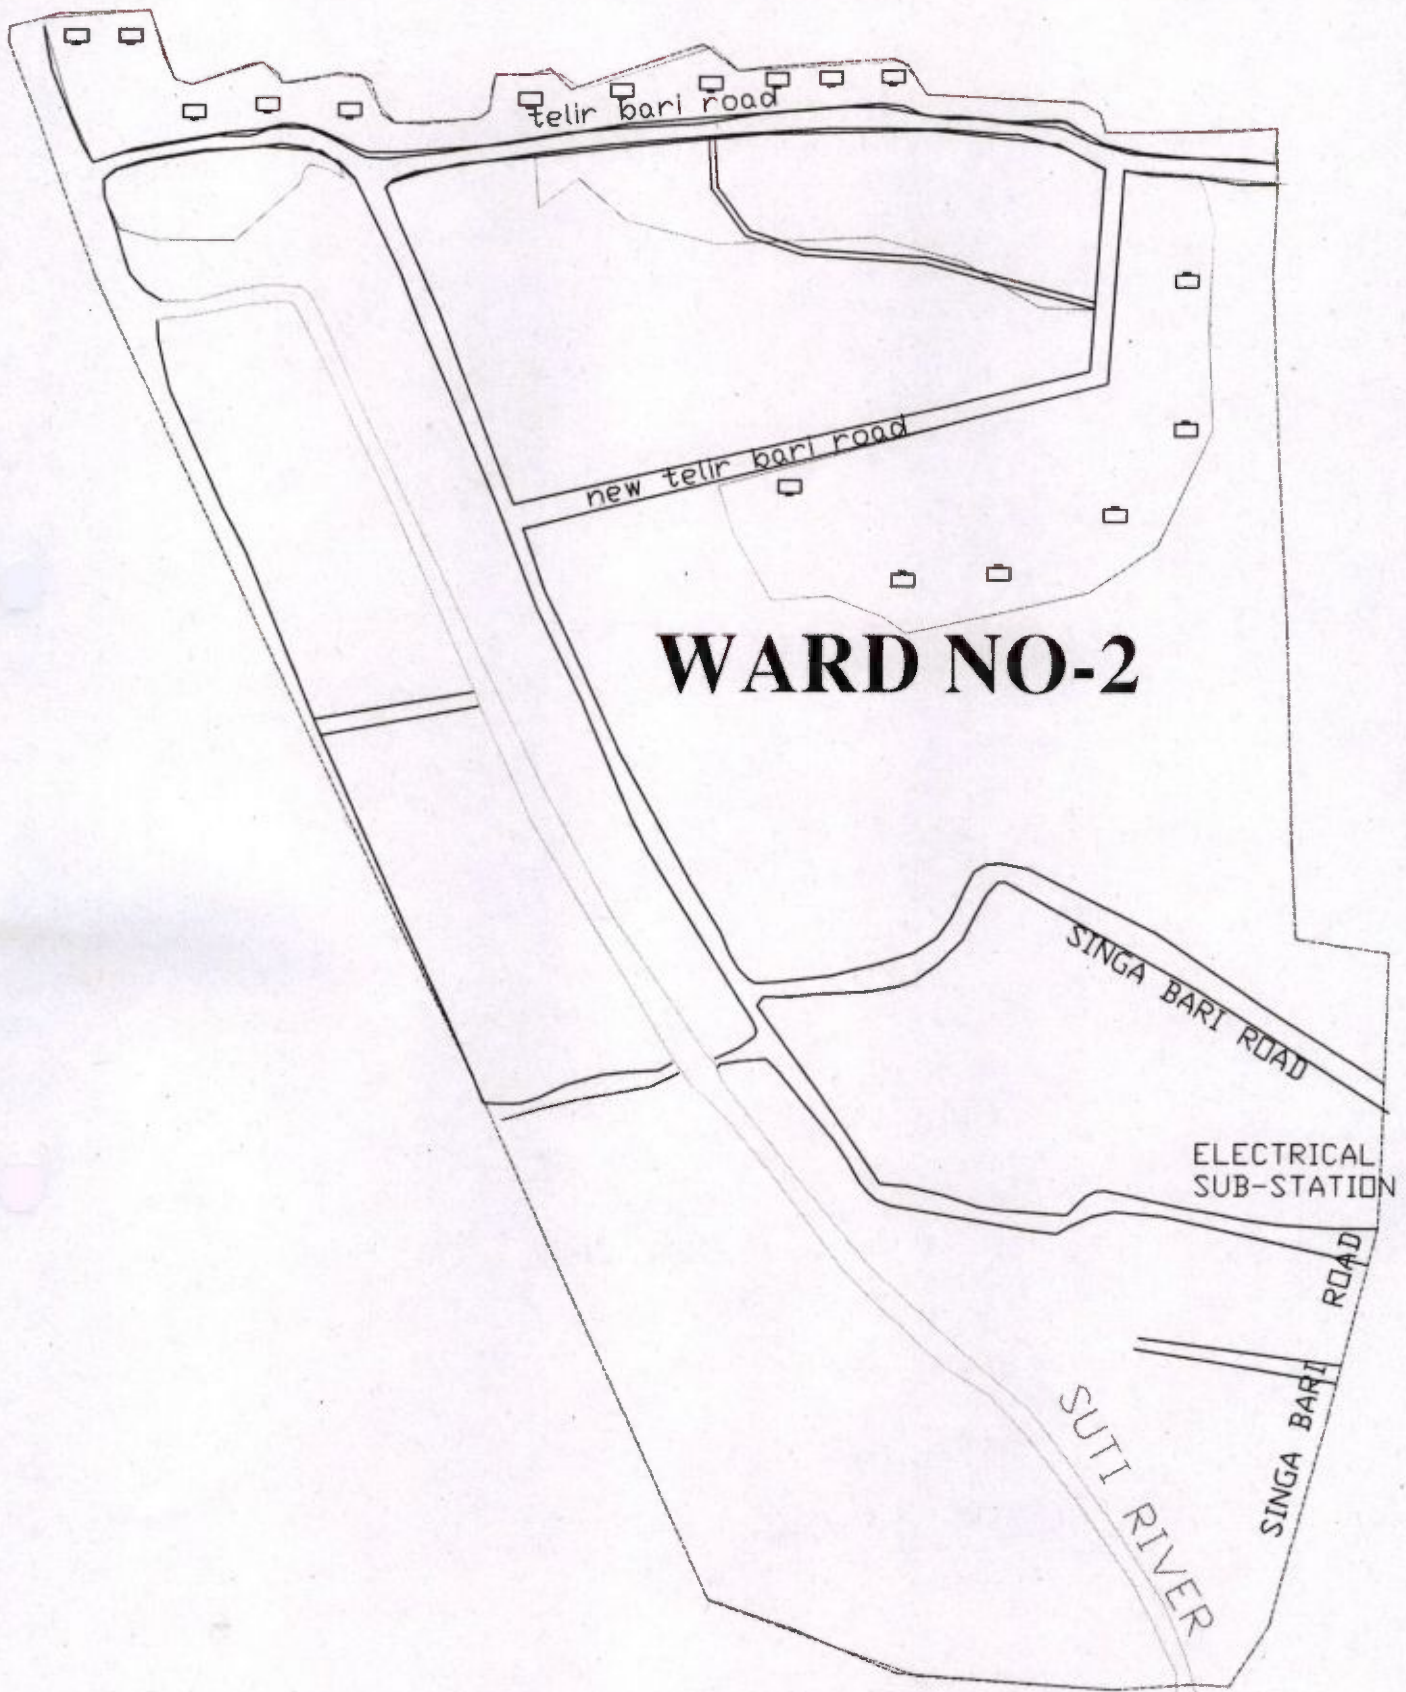 telir bari road
new telir bari road
WARD NO-2
SINGA BARI ROAD
ELECTRICAL
SUB-STATION
SINGA BARI ROAD
SUTI RIVER